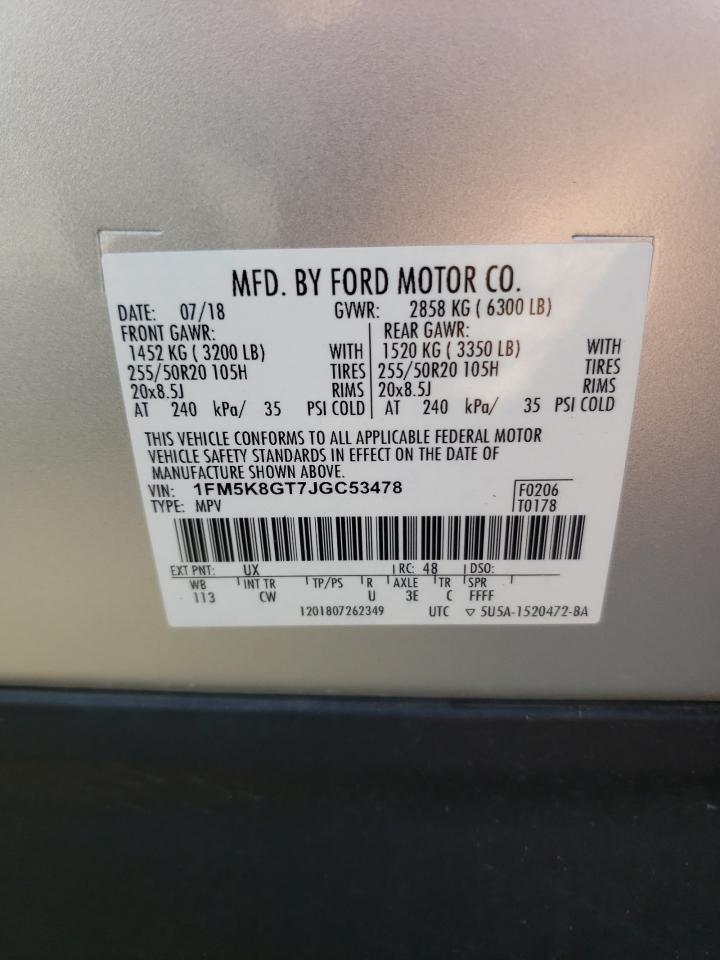 MFD. BY FORD MOTOR CO.
DATE: 07/18 GVWR: 2858 KG ( 6300 LB)
FRONT GAWR: REAR GAWR:
1452 KG ( 3200 LB) WITH 1520 KG ( 3350 LB) WITH
255/50R20 105H TIRES 255/50R20 105H TIRES
20x8.5J RIMS 20x8.5J RIMS
AT 240 kPa/ 35 PSI COLD AT 240 kPa/ 35 PSI COLD
THIS VEHICLE CONFORMS TO ALL APPLICABLE FEDERAL MOTOR
VEHICLE SAFETY STANDARDS IN EFFECT ON THE DATE OF
MANUFACTURE SHOWN ABOVE.
VIN: 1FM5K8GT7JGC53478 F0206
TYPE: MPV T0178
EXT PNT: UX RC: 48 DSO:
WB INT TR TP/PS R AXLE TR SPR
113 CW U 3E C FFFF
1201807262349 UTC ▽ 5U5A-1520472-BA